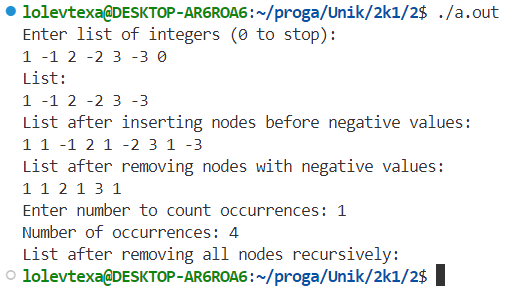 lolevtexa@DESKTOP-AR6ROA6:~/proga/Unik/2k1/2$ ./a.out
Enter list of integers (0 to stop):
1 -1 2 -2 3 -3 0
List:
1 -1 2 -2 3 -3
List after inserting nodes before negative values:
1 1 -1 2 1 -2 3 1 -3
List after removing nodes with negative values:
1 1 2 1 3 1
Enter number to count occurrences: 1
Number of occurrences: 4
List after removing all nodes recursively:
lolevtexa@DESKTOP-AR6ROA6:~/proga/Unik/2k1/2$